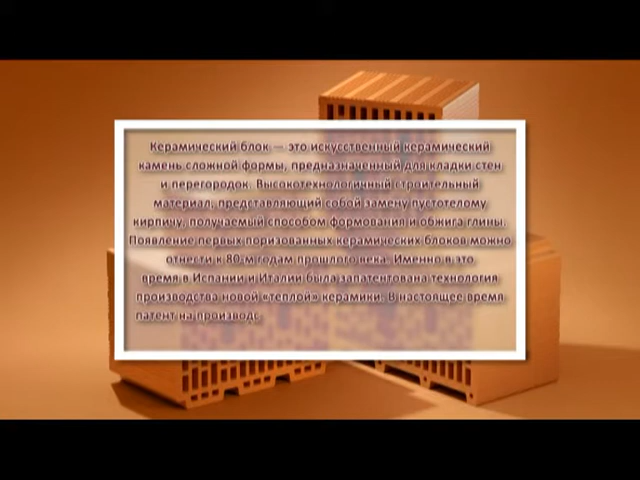 Керамический блок — это искусственный керамический
камень сложной формы, предназначенный для кладки стен
и перегородок. Высокотехнологичный строительный
материал, представляющий собой замену пустотелому
кирпичу, получаемый способом формования и обжига глины.
Появление первых поризованных керамических блоков можно
отнести к 80-м годам прошлого века. Именно в это
время в Испании и Италии была запатентована технология
производства новой «теплой» керамики. В настоящее время
патент на производс